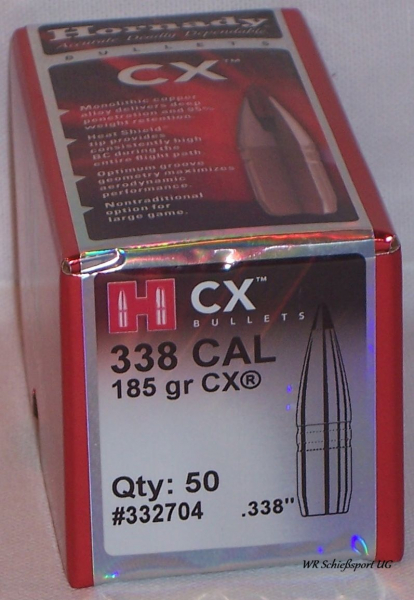 Hornady
Accurate. Deadly. Dependable.
BULLETS
CX™
Monolithic copper
alloy delivers deep
penetration and 95%
weight retention.
Heat Shield®
tip provides
consistently high
BC during the
entire flight path
Optimum groove
geometry maximizes
aerodynamic
performance.
Nontraditional
option for
large game.
H CX™
BULLETS
338 CAL
185 gr CX®
Qty: 50
#332704 .338"
WR Schießsport UG